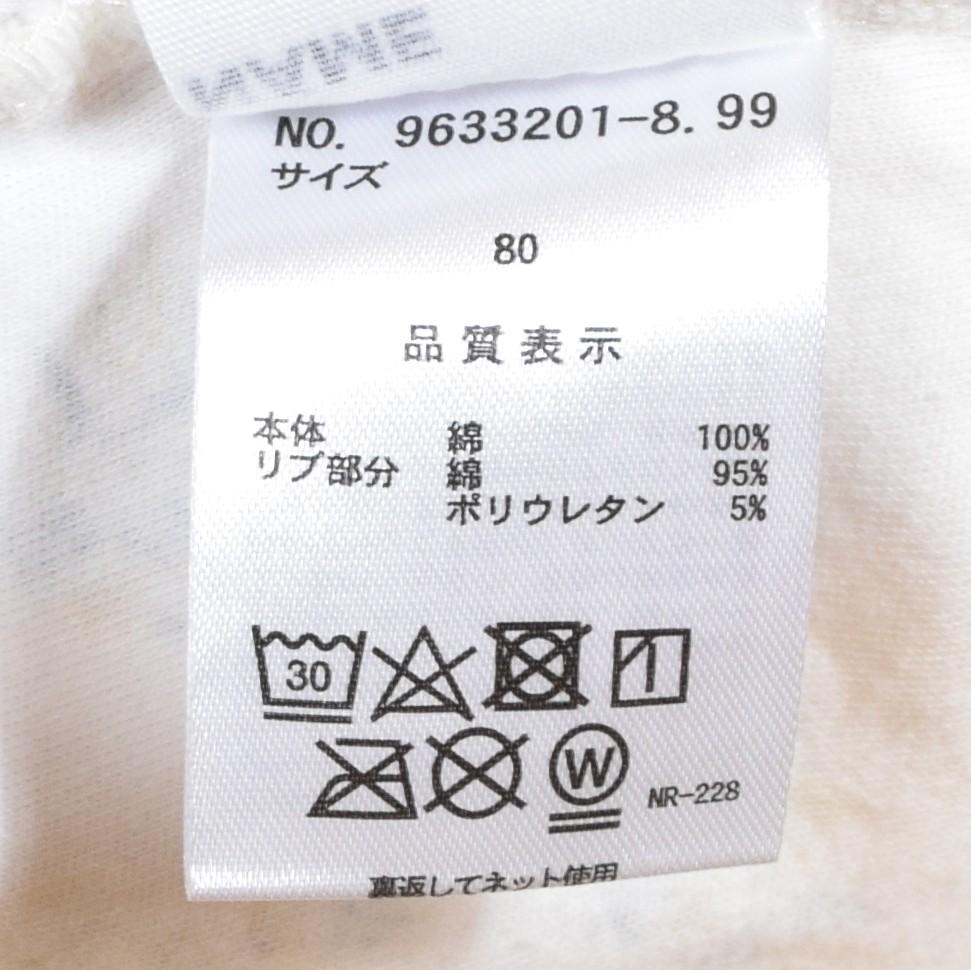 NO. 9633201-8.99
サイズ
80
品質表示
本体 綿 100%
リブ部分 綿 95%
ポリウレタン 5%
30
W NR-228
裏返してネット使用